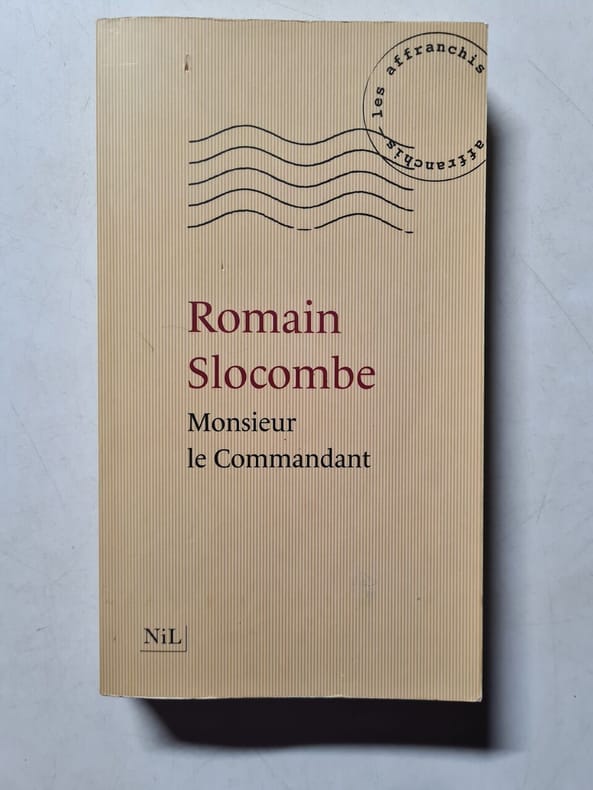 les affranchis
affranchis
Romain
Slocombe
Monsieur
le Commandant
NiL